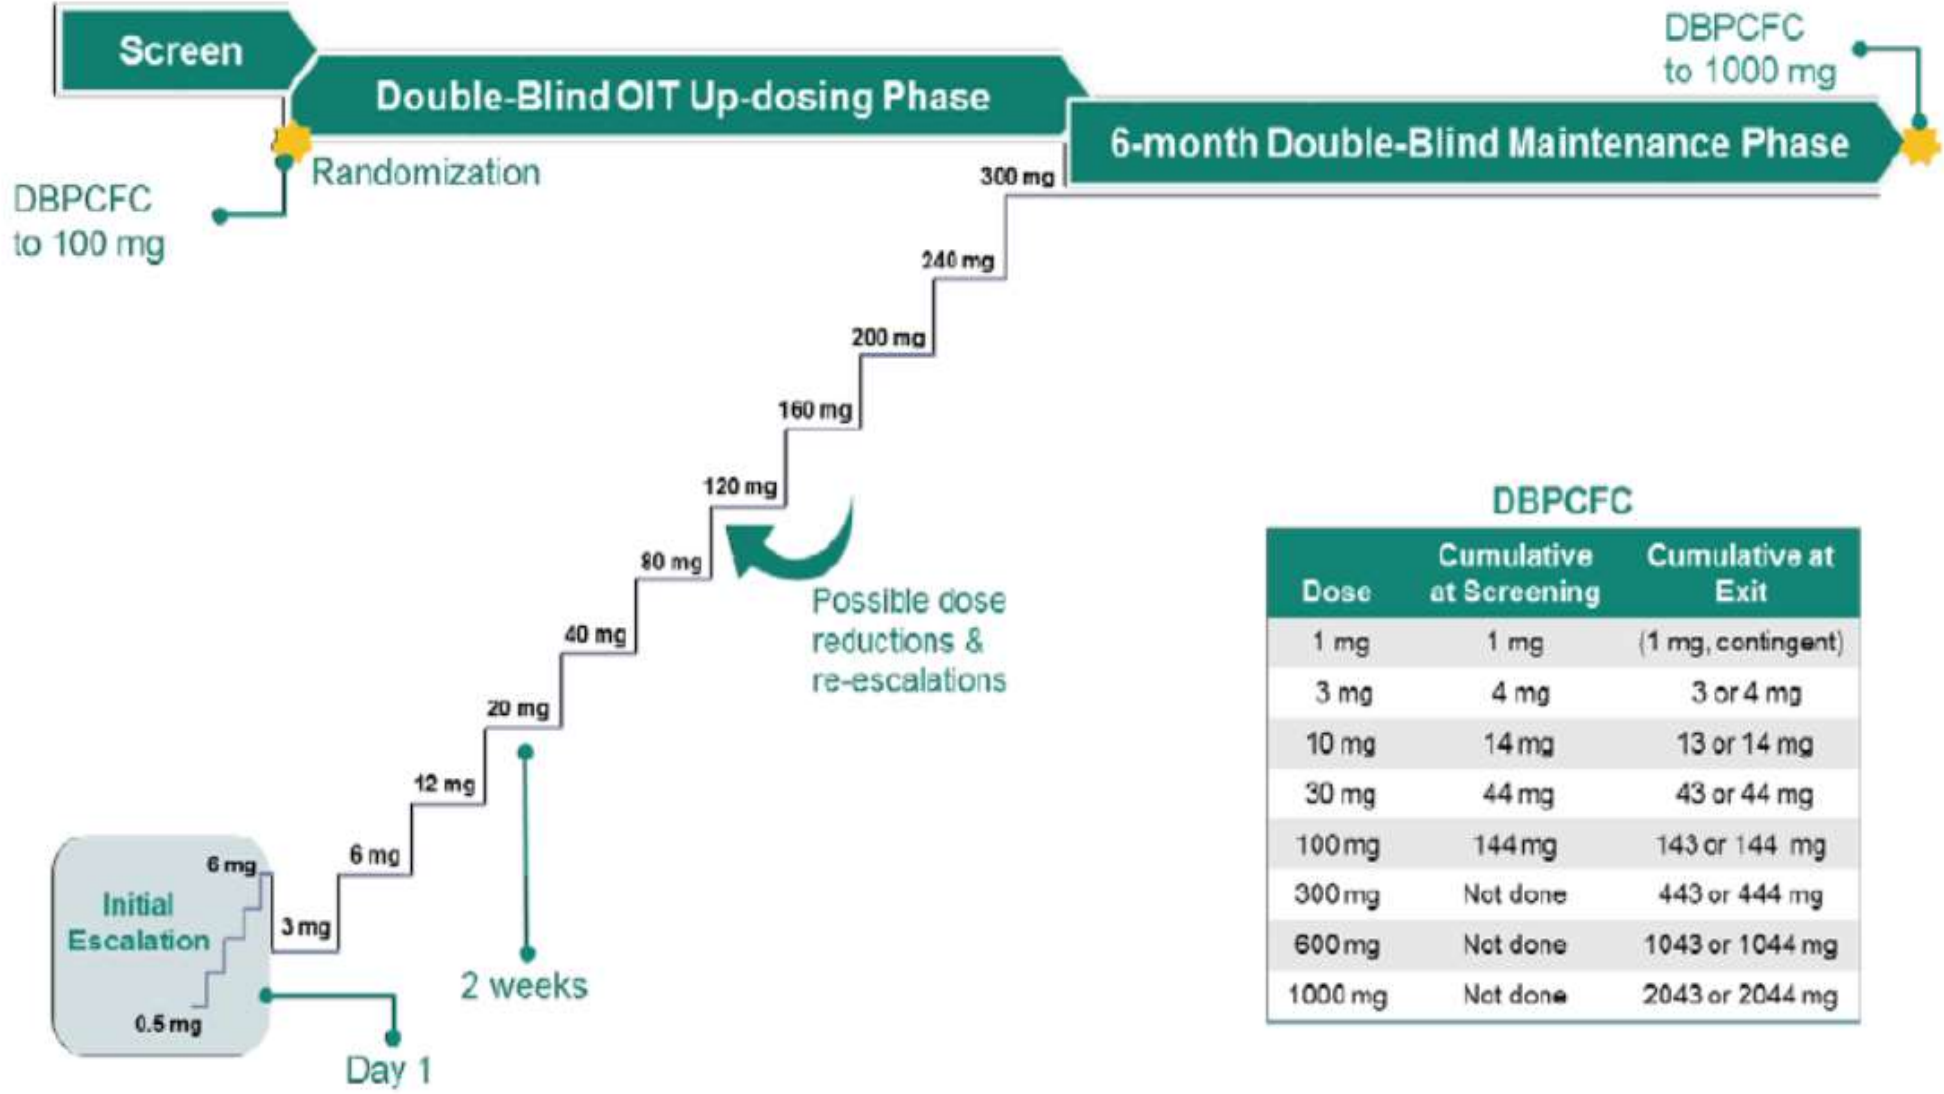 Screen
Double-Blind OIT Up-dosing Phase
DBPCFC
to 1000 mg
6-month Double-Blind Maintenance Phase
Randomization
DBPCFC
to 100 mg
300 mg
240 mg
200 mg
160 mg
120 mg
80 mg
40 mg
20 mg
12 mg
6 mg
3 mg
6 mg
Initial
Escalation
0.5 mg
Day 1
2 weeks
Possible dose
reductions &
re-escalations
DBPCFC
Dose Cumulative at Screening Cumulative at Exit
1 mg 1 mg (1 mg, contingent)
3 mg 4 mg 3 or 4 mg
10 mg 14 mg 13 or 14 mg
30 mg 44 mg 43 or 44 mg
100 mg 144 mg 143 or 144 mg
300 mg Not done 443 or 444 mg
600 mg Not done 1043 or 1044 mg
1000 mg Not done 2043 or 2044 mg